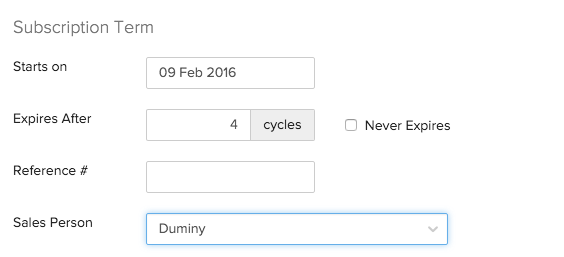 Subscription Term
Starts on 09 Feb 2016
Expires After 4 cycles Never Expires
Reference #
Sales Person Duminy